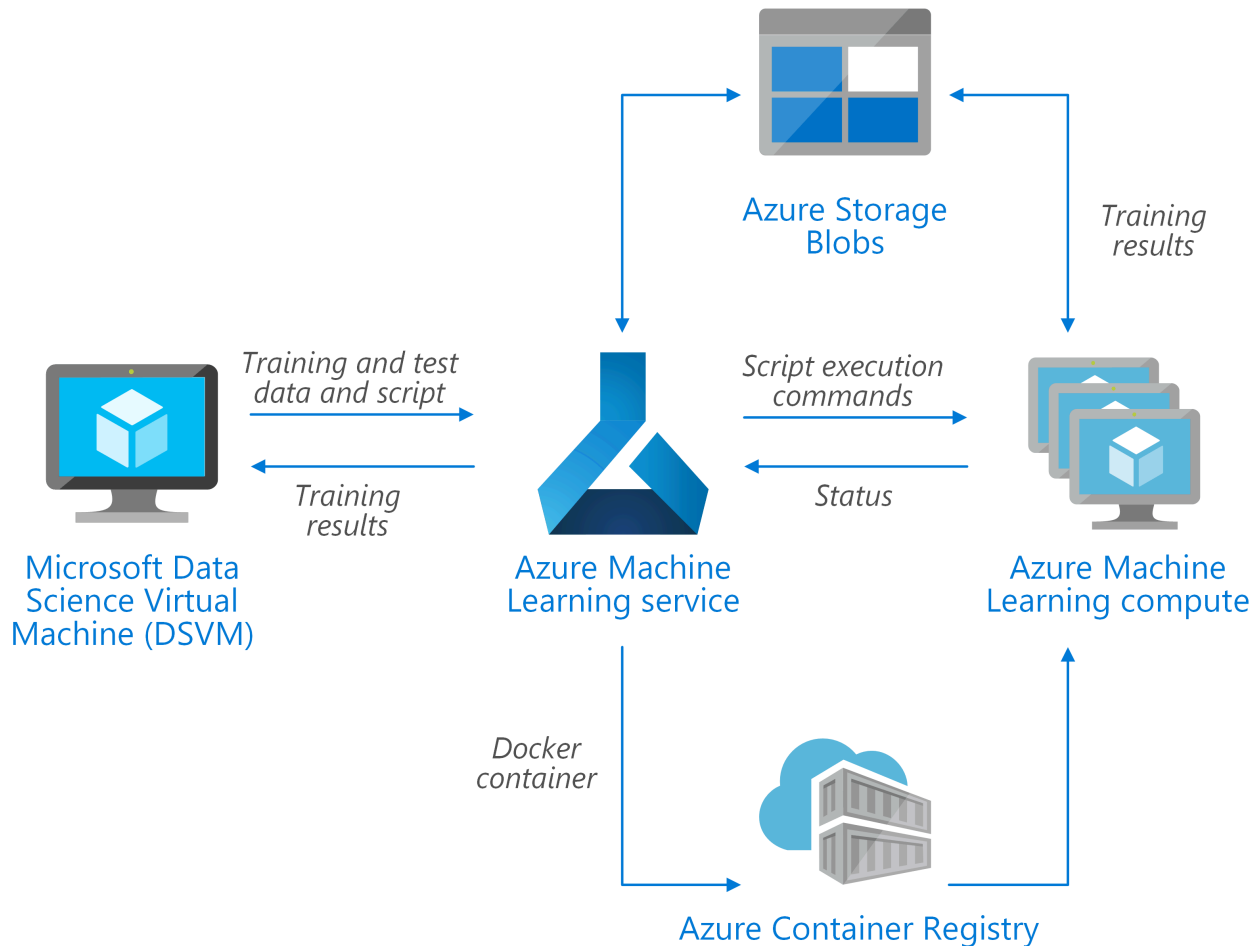 Azure Storage
Blobs
Training
results
Training and test
data and script
Script execution
commands
Training
results
Status
Microsoft Data
Science Virtual
Machine (DSVM)
Azure Machine
Learning service
Azure Machine
Learning compute
Docker
container
Azure Container Registry